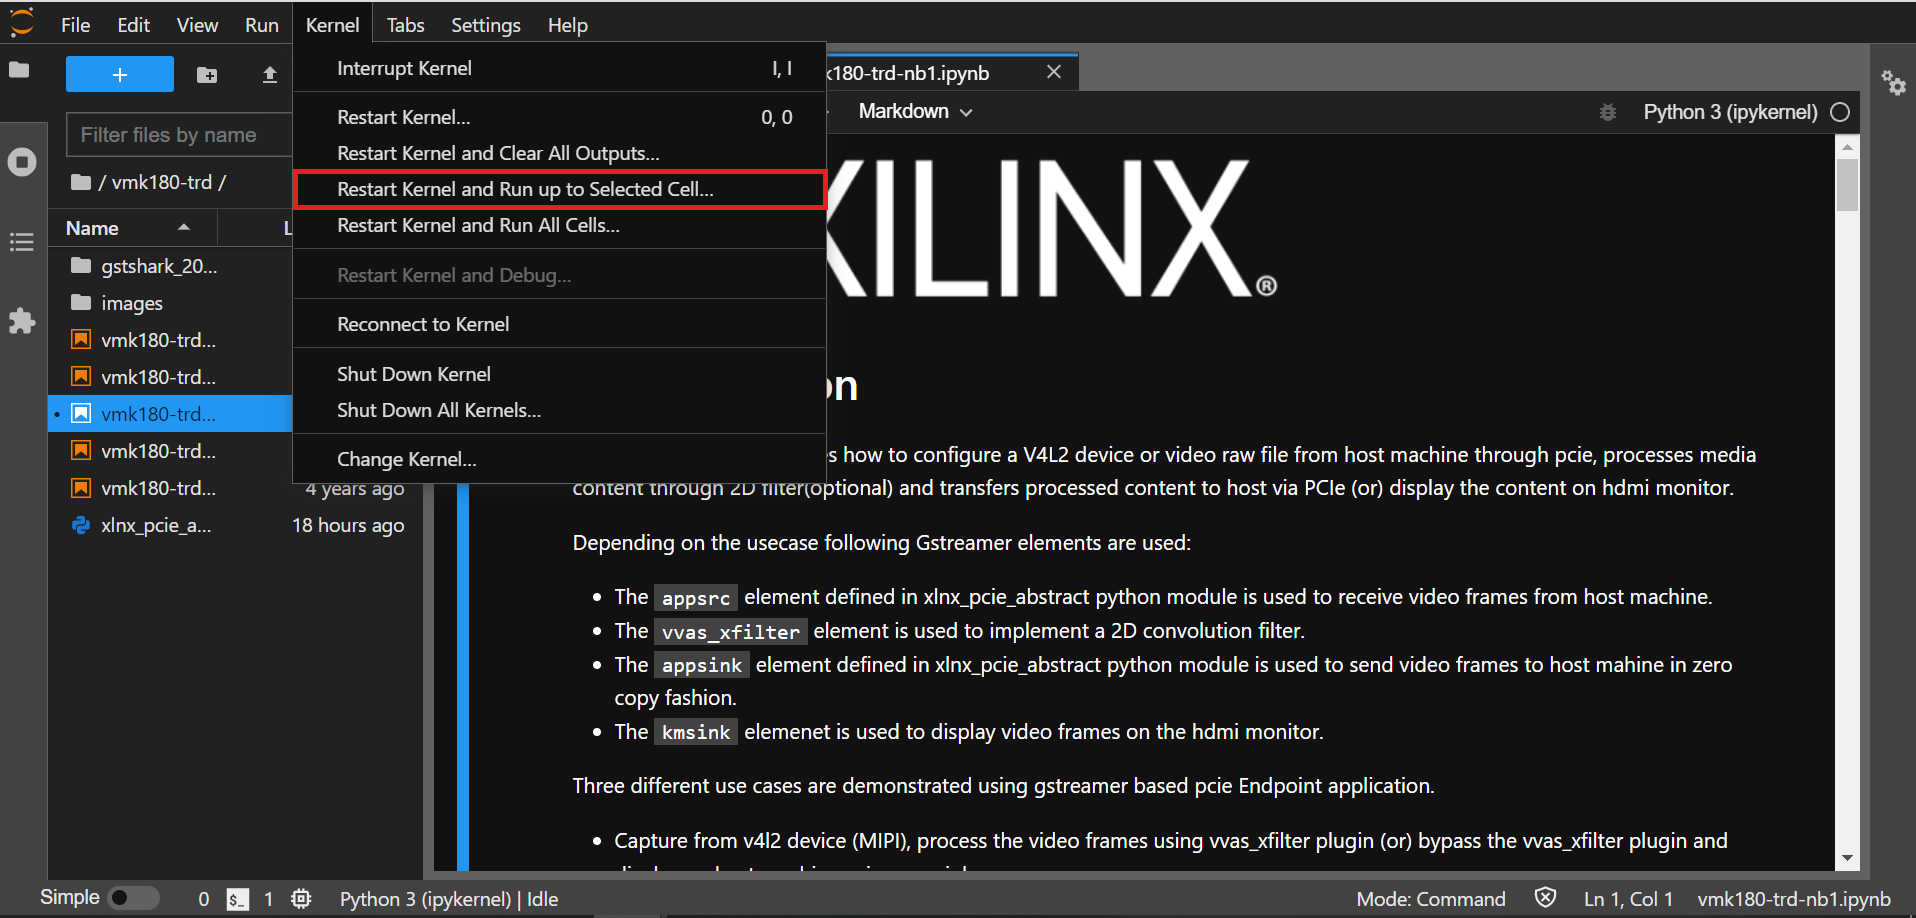 File Edit View Run Kernel Tabs Settings Help
Interrupt Kernel I, I
Restart Kernel... 0, 0
Restart Kernel and Clear All Outputs...
Restart Kernel and Run up to Selected Cell...
Restart Kernel and Run All Cells...
Restart Kernel and Debug...
Reconnect to Kernel
Shut Down Kernel
Shut Down All Kernels...
Change Kernel...
+
Filter files by name
/ vmk180-trd /
Name L
gstshark_20...
images
vmk180-trd...
vmk180-trd...
vmk180-trd...
vmk180-trd...
vmk180-trd... 4 years ago
xlnx_pcie_a... 18 hours ago
k180-trd-nb1.ipynb
Markdown
Python 3 (ipykernel)
XILINX®
on
s how to configure a V4L2 device or video raw file from host machine through pcie, processes media
content through 2D filter(optional) and transfers processed content to host via PCIe (or) display the content on hdmi monitor.
Depending on the usecase following Gstreamer elements are used:
• The appsrc element defined in xlnx_pcie_abstract python module is used to receive video frames from host machine.
• The vvas_xfilter element is used to implement a 2D convolution filter.
• The appsink element defined in xlnx_pcie_abstract python module is used to send video frames to host mahine in zero
copy fashion.
• The kmsink elemenet is used to display video frames on the hdmi monitor.
Three different use cases are demonstrated using gstreamer based pcie Endpoint application.
• Capture from v4l2 device (MIPI), process the video frames using vvas_xfilter plugin (or) bypass the vvas_xfilter plugin and
Simple 0 $_ 1 Python 3 (ipykernel) | Idle Mode: Command Ln 1, Col 1 vmk180-trd-nb1.ipynb